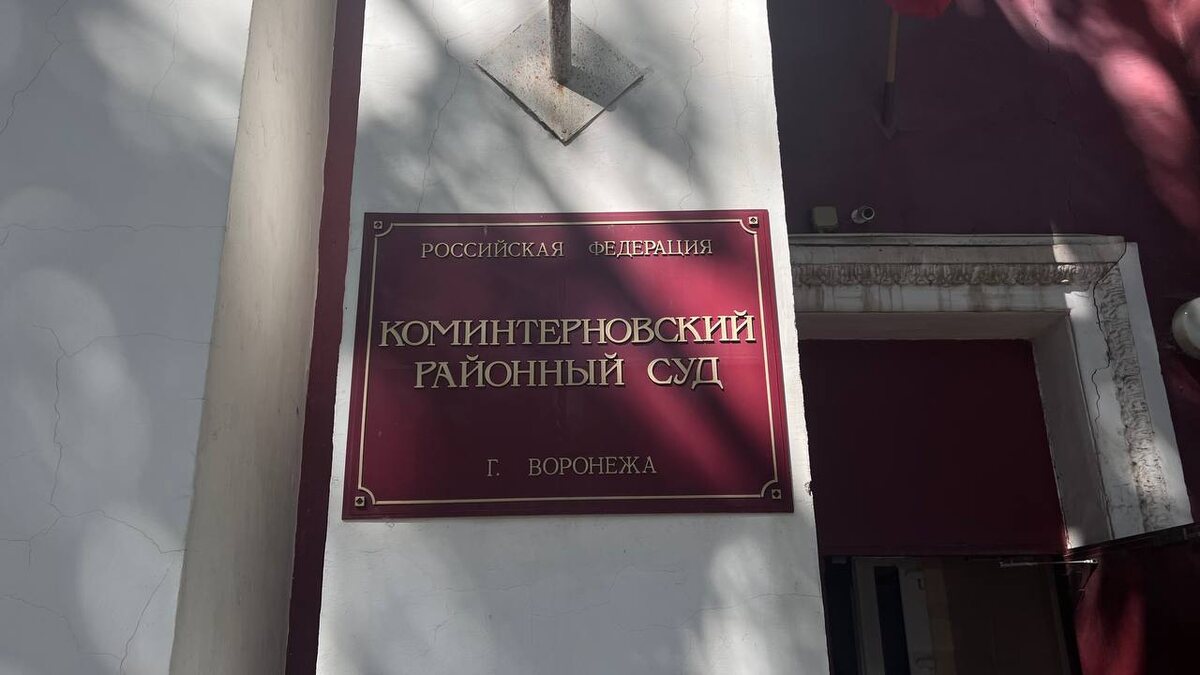 РОССИЙСКАЯ ФЕДЕРАЦИЯ
КОМИНТЕРНОВСКИЙ
РАЙОННЫЙ СУД
Г. ВОРОНЕЖА